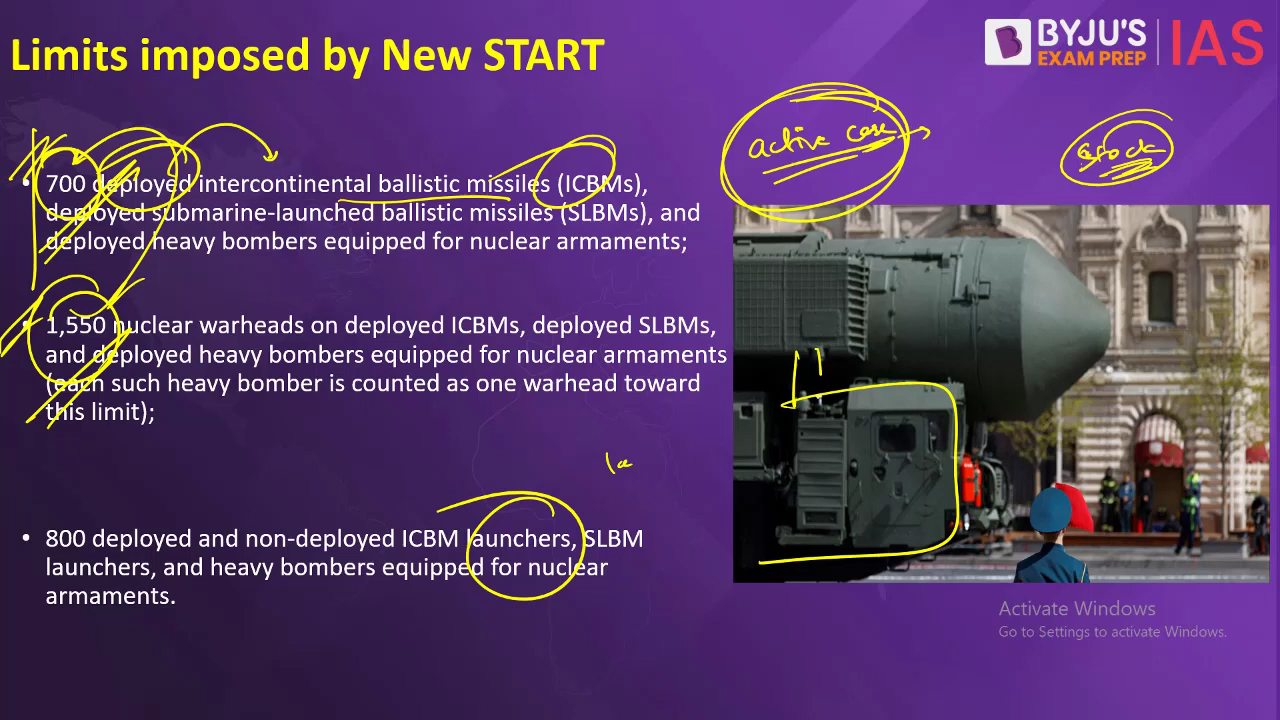 Limits imposed by New START
BYJU'S
EXAM PREP
IAS
active case
stock
• 700 deployed intercontinental ballistic missiles (ICBMs),
deployed submarine-launched ballistic missiles (SLBMs), and
deployed heavy bombers equipped for nuclear armaments;
• 1,550 nuclear warheads on deployed ICBMs, deployed SLBMs,
and deployed heavy bombers equipped for nuclear armaments
(each such heavy bomber is counted as one warhead toward
this limit);
• 800 deployed and non-deployed ICBM launchers, SLBM
launchers, and heavy bombers equipped for nuclear
armaments.
Activate Windows
Go to Settings to activate Windows.